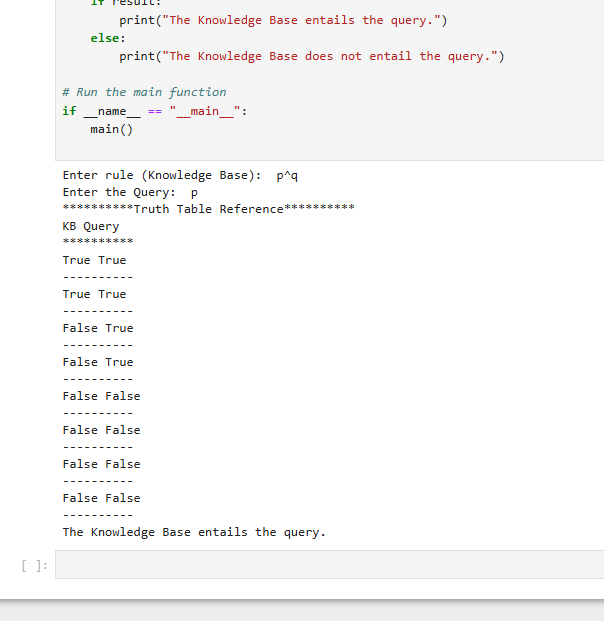 if result:
print("The Knowledge Base entails the query.")
else:
print("The Knowledge Base does not entail the query.")
# Run the main function
if __name__ == "__main__":
main()
Enter rule (Knowledge Base):  p^q
Enter the Query:  p
**********Truth Table Reference**********
KB Query
**********
True True
----------
True True
----------
False True
----------
False True
----------
False False
----------
False False
----------
False False
----------
False False
----------
The Knowledge Base entails the query.
[ ]: